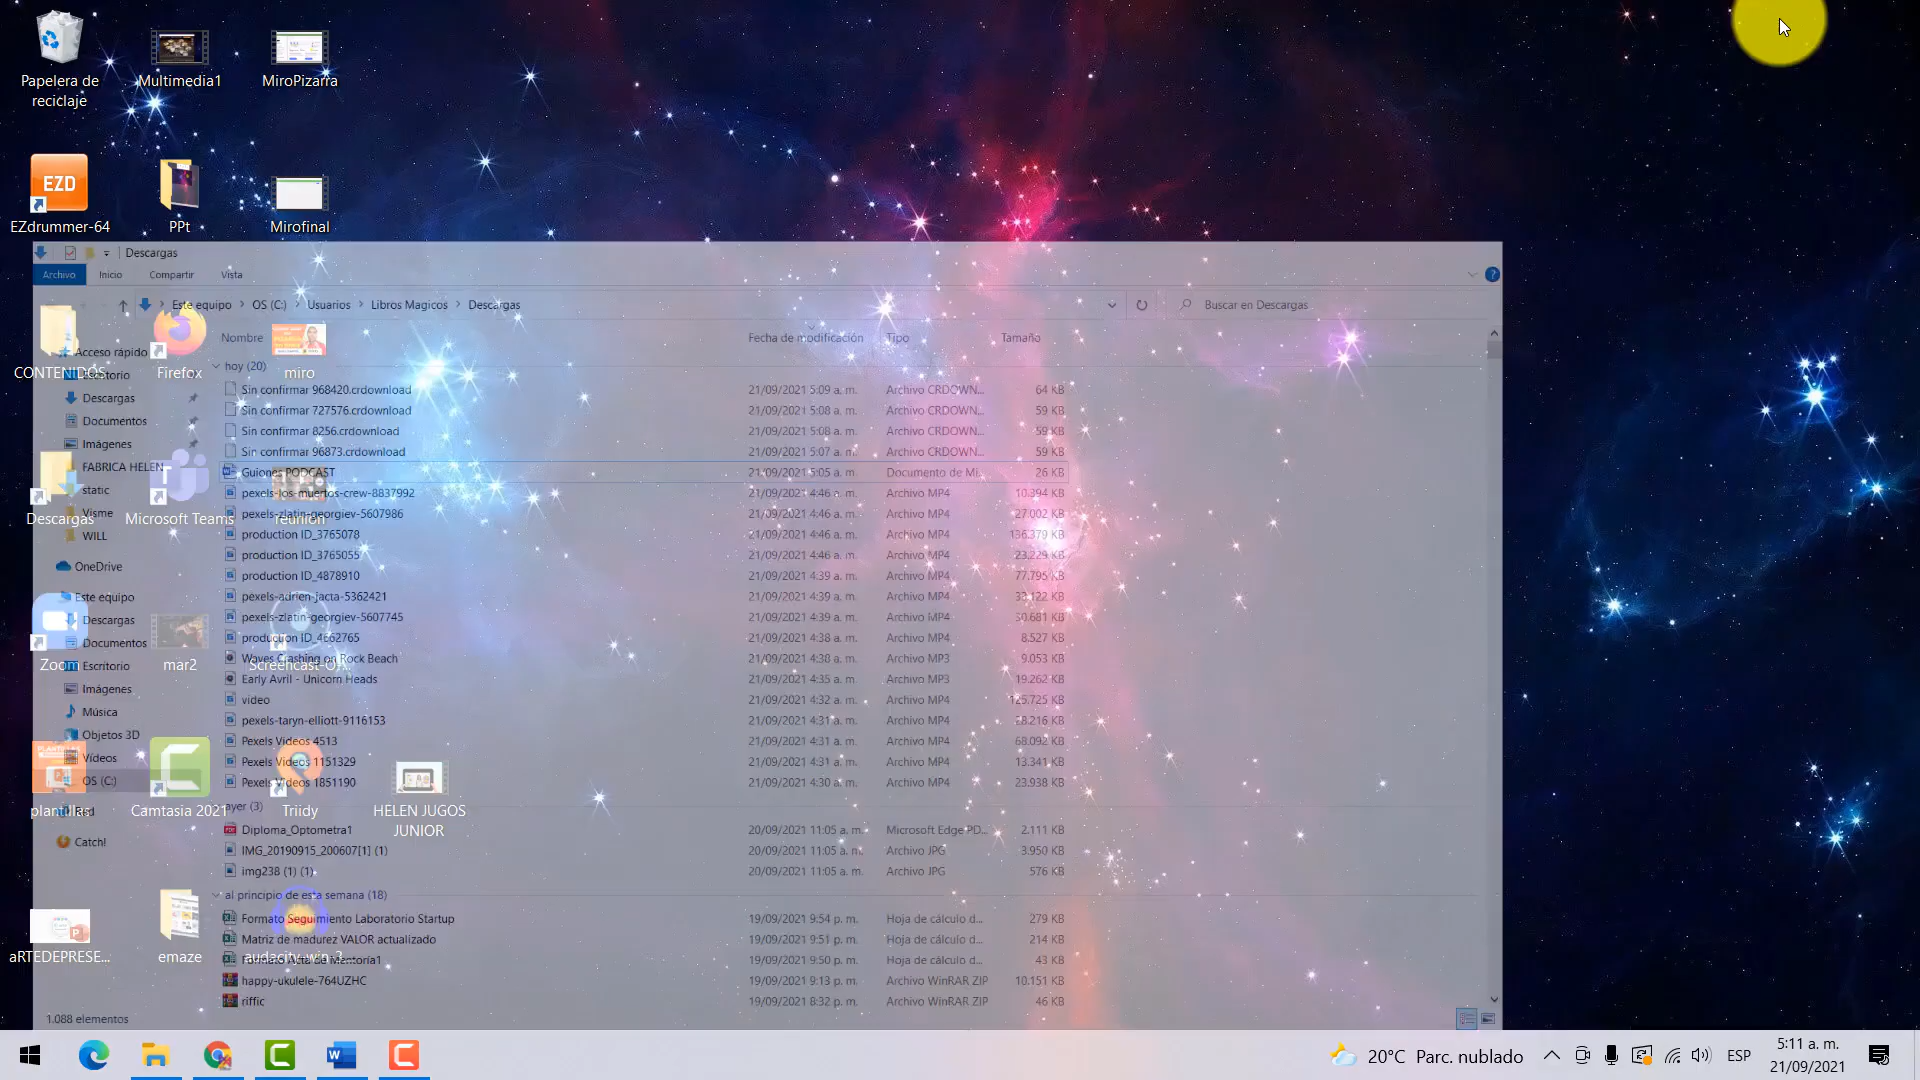 Papelera de
reciclaje
Multimedia1
MiroPizarra
EZD
EZdrummer-64
PPt
Mirofinal
Descargas
Archivo
Inicio
Compartir
Vista
Este equipo > OS (C:) > Usuarios > Libros Magicos > Descargas
Buscar en Descargas
Nombre
Fecha de modificación
Tipo
Tamaño
CONTENIDOS
Firefox
miro
Acceso rápido
Escritorio
Descargas
Documentos
Imágenes
FABRICA HELEN
static
Visme
WILL
OneDrive
Este equipo
Descargas
Documentos
Escritorio
Imágenes
Música
Objetos 3D
Vídeos
OS (C:)
Catch!
Descargas
Microsoft Teams
reunion
Zoom
mar2
Screencast-O
plantillas
Camtasia 2021
Triidy
HELEN JUGOS
JUNIOR
aRTEDEPRESE...
emaze
audacity-win-3
hoy (20)
Sin confirmar 968420.crdownload 21/09/2021 5:09 a. m. Archivo CRDOWN... 64 KB
Sin confirmar 727576.crdownload 21/09/2021 5:08 a. m. Archivo CRDOWN... 59 KB
Sin confirmar 8256.crdownload 21/09/2021 5:08 a. m. Archivo CRDOWN... 59 KB
Sin confirmar 96873.crdownload 21/09/2021 5:07 a. m. Archivo CRDOWN... 59 KB
Guiones PODCAST 21/09/2021 5:05 a. m. Documento de Mi... 26 KB
pexels-los-muertos-crew-8837992 21/09/2021 4:46 a. m. Archivo MP4 10.394 KB
pexels-zlatin-georgiev-5607986 21/09/2021 4:46 a. m. Archivo MP4 27.002 KB
production ID_3765078 21/09/2021 4:46 a. m. Archivo MP4 136.379 KB
production ID_3765055 21/09/2021 4:46 a. m. Archivo MP4 23.229 KB
production ID_4878910 21/09/2021 4:39 a. m. Archivo MP4 77.795 KB
pexels-adrien-jacta-5362421 21/09/2021 4:39 a. m. Archivo MP4 33.122 KB
pexels-zlatin-georgiev-5607745 21/09/2021 4:39 a. m. Archivo MP4 30.681 KB
production ID_4662765 21/09/2021 4:38 a. m. Archivo MP4 8.527 KB
Waves Crashing on Rock Beach 21/09/2021 4:38 a. m. Archivo MP3 9.053 KB
Early Avril - Unicorn Heads 21/09/2021 4:35 a. m. Archivo MP3 19.262 KB
video 21/09/2021 4:32 a. m. Archivo MP4 125.725 KB
pexels-taryn-elliott-9116153 21/09/2021 4:31 a. m. Archivo MP4 28.216 KB
Pexels Videos 4513 21/09/2021 4:31 a. m. Archivo MP4 68.092 KB
Pexels Videos 1151329 21/09/2021 4:31 a. m. Archivo MP4 13.341 KB
Pexels Videos 1851190 21/09/2021 4:30 a. m. Archivo MP4 23.938 KB
ayer (3)
Diploma_Optometra1 20/09/2021 11:05 a. m. Microsoft Edge PD... 2.111 KB
IMG_20190915_200607[1] (1) 20/09/2021 11:05 a. m. Archivo JPG 3.950 KB
img238 (1) (1) 20/09/2021 11:05 a. m. Archivo JPG 576 KB
al principio de esta semana (18)
Formato Seguimiento Laboratorio Startup 19/09/2021 9:54 p. m. Hoja de cálculo d... 279 KB
Matriz de madurez VALOR actualizado 19/09/2021 9:51 p. m. Hoja de cálculo d... 214 KB
Formato Acta de Memoria1 19/09/2021 9:50 p. m. Hoja de cálculo d... 43 KB
happy-ukulele-764UZHC 19/09/2021 9:13 p. m. Archivo WinRAR ZIP 10.151 KB
riffic 19/09/2021 8:32 p. m. Archivo WinRAR ZIP 46 KB
1.088 elementos
20°C Parc. nublado
ESP
5:11 a. m.
21/09/2021